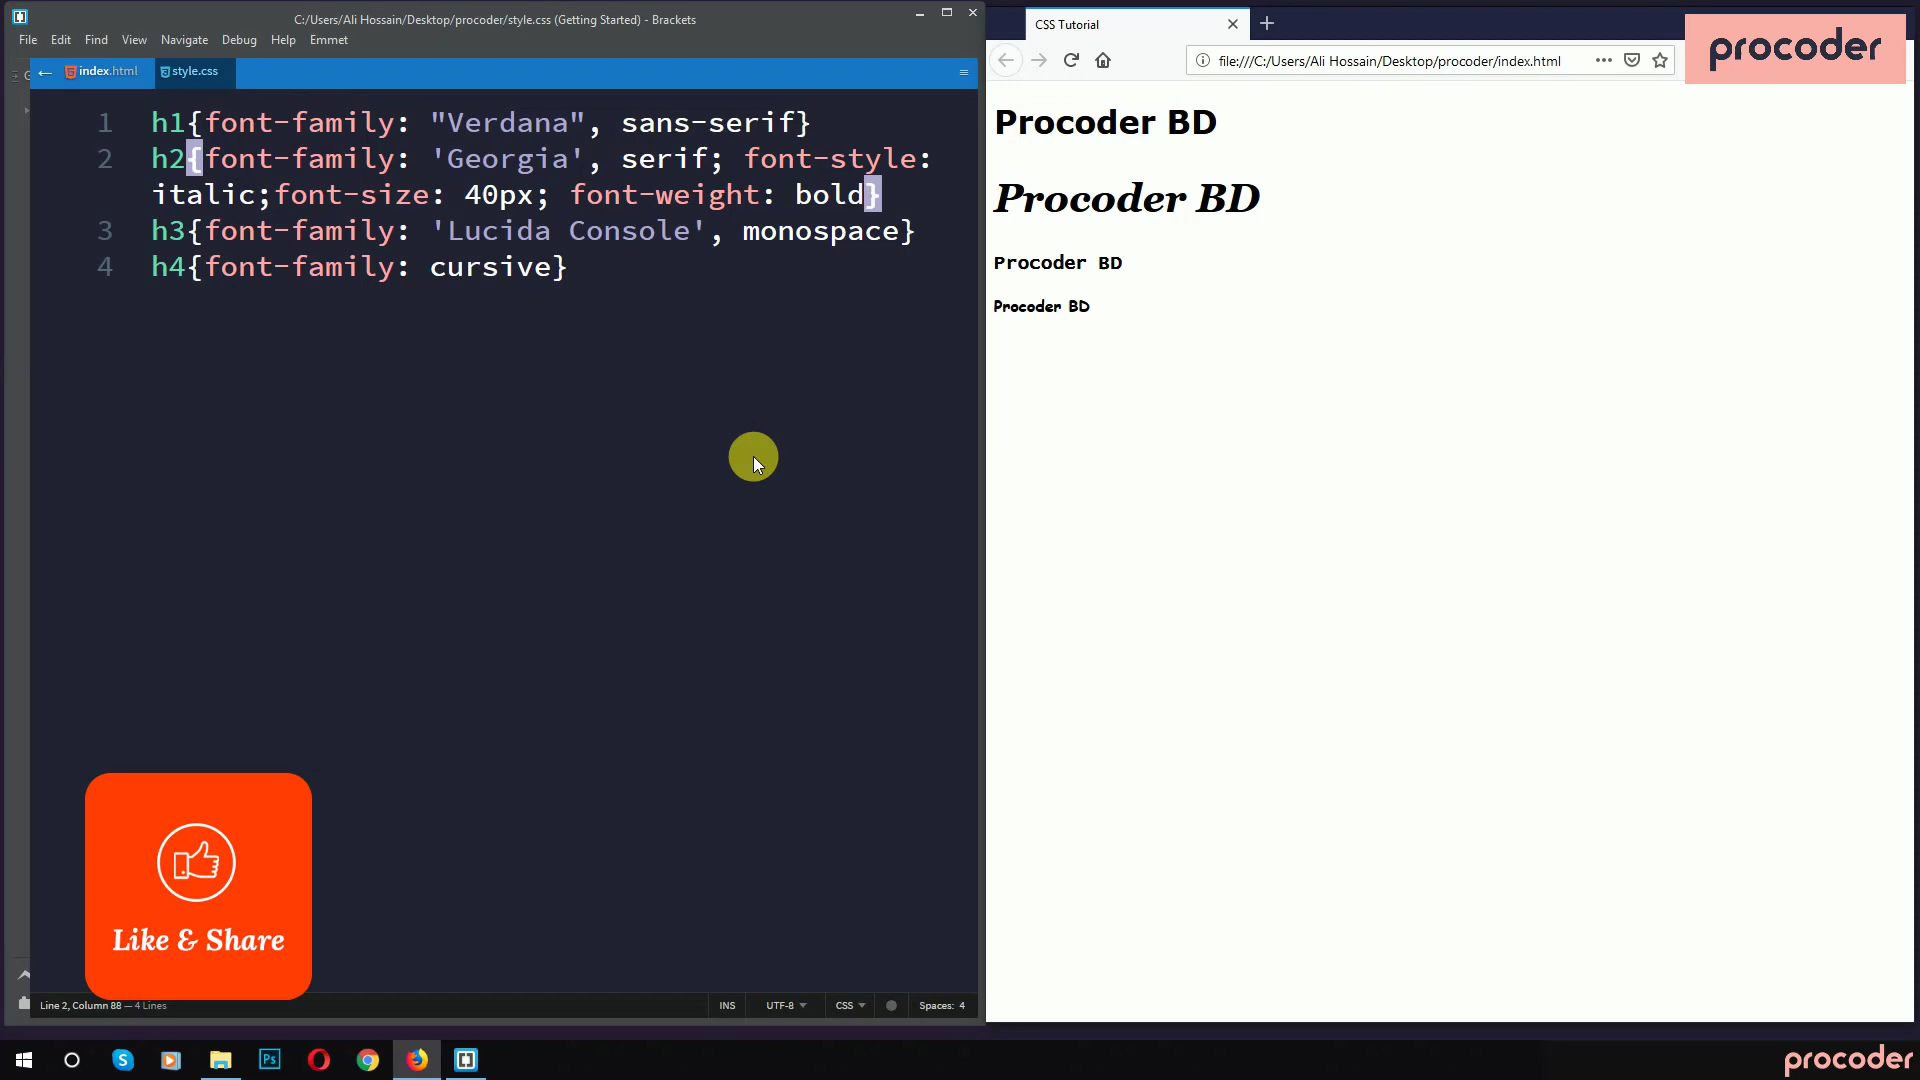 C:/Users/Ali Hossain/Desktop/procoder/style.css (Getting Started) - Brackets
File Edit Find View Navigate Debug Help Emmet
index.html style.css
1 h1{font-family: "Verdana", sans-serif}
2 h2{font-family: 'Georgia', serif; font-style:
italic;font-size: 40px; font-weight: bold}
3 h3{font-family: 'Lucida Console', monospace}
4 h4{font-family: cursive}
Like & Share
Line 2, Column 88 — 4 Lines
INS UTF-8 CSS Spaces: 4
CSS Tutorial
file:///C:/Users/Ali Hossain/Desktop/procoder/index.html
procoder
Procoder BD
Procoder BD
Procoder BD
Procoder BD
Ps
procoder